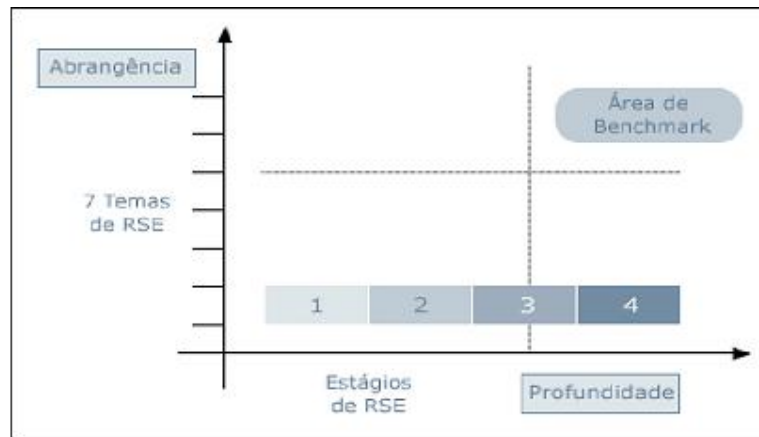 Abrangência
Área de
Benchmark
7 Temas
de RSE
1 2 3 4
Estágios
de RSE
Profundidade